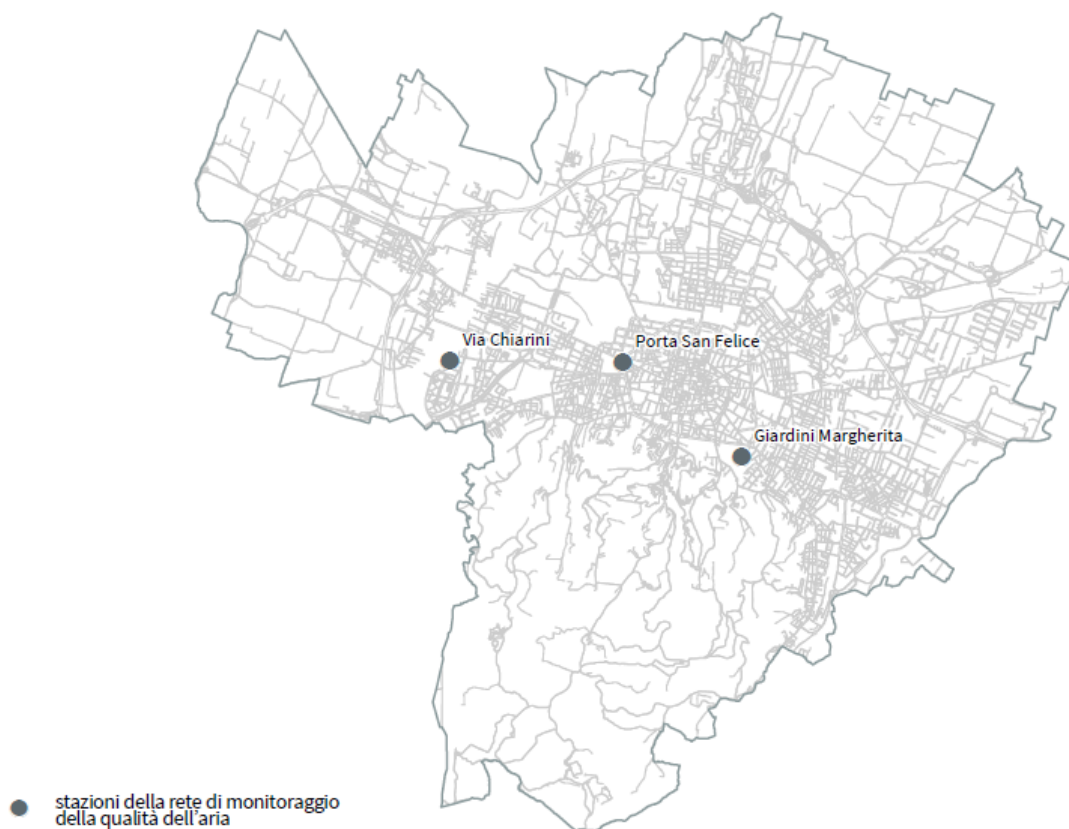 Via Chiarini
Porta San Felice
Giardini Margherita
stazioni della rete di monitoraggio
della qualità dell'aria